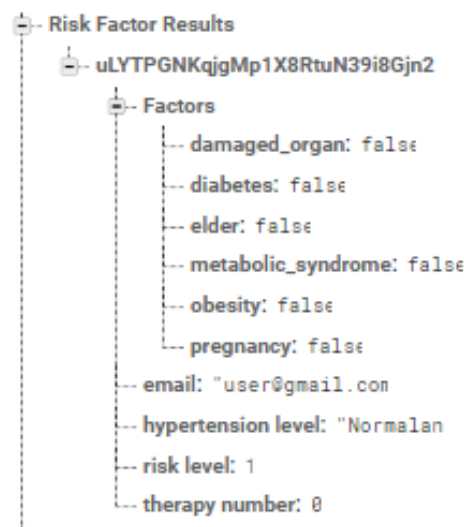 Risk Factor Results
uLYTPGNKqjgMp1X8RtuN39i8Gjn2
Factors
damaged_organ: false
diabetes: false
elder: false
metabolic_syndrome: false
obesity: false
pregnancy: false
email: "user@gmail.com
hypertension level: "Normalan
risk level: 1
therapy number: 0